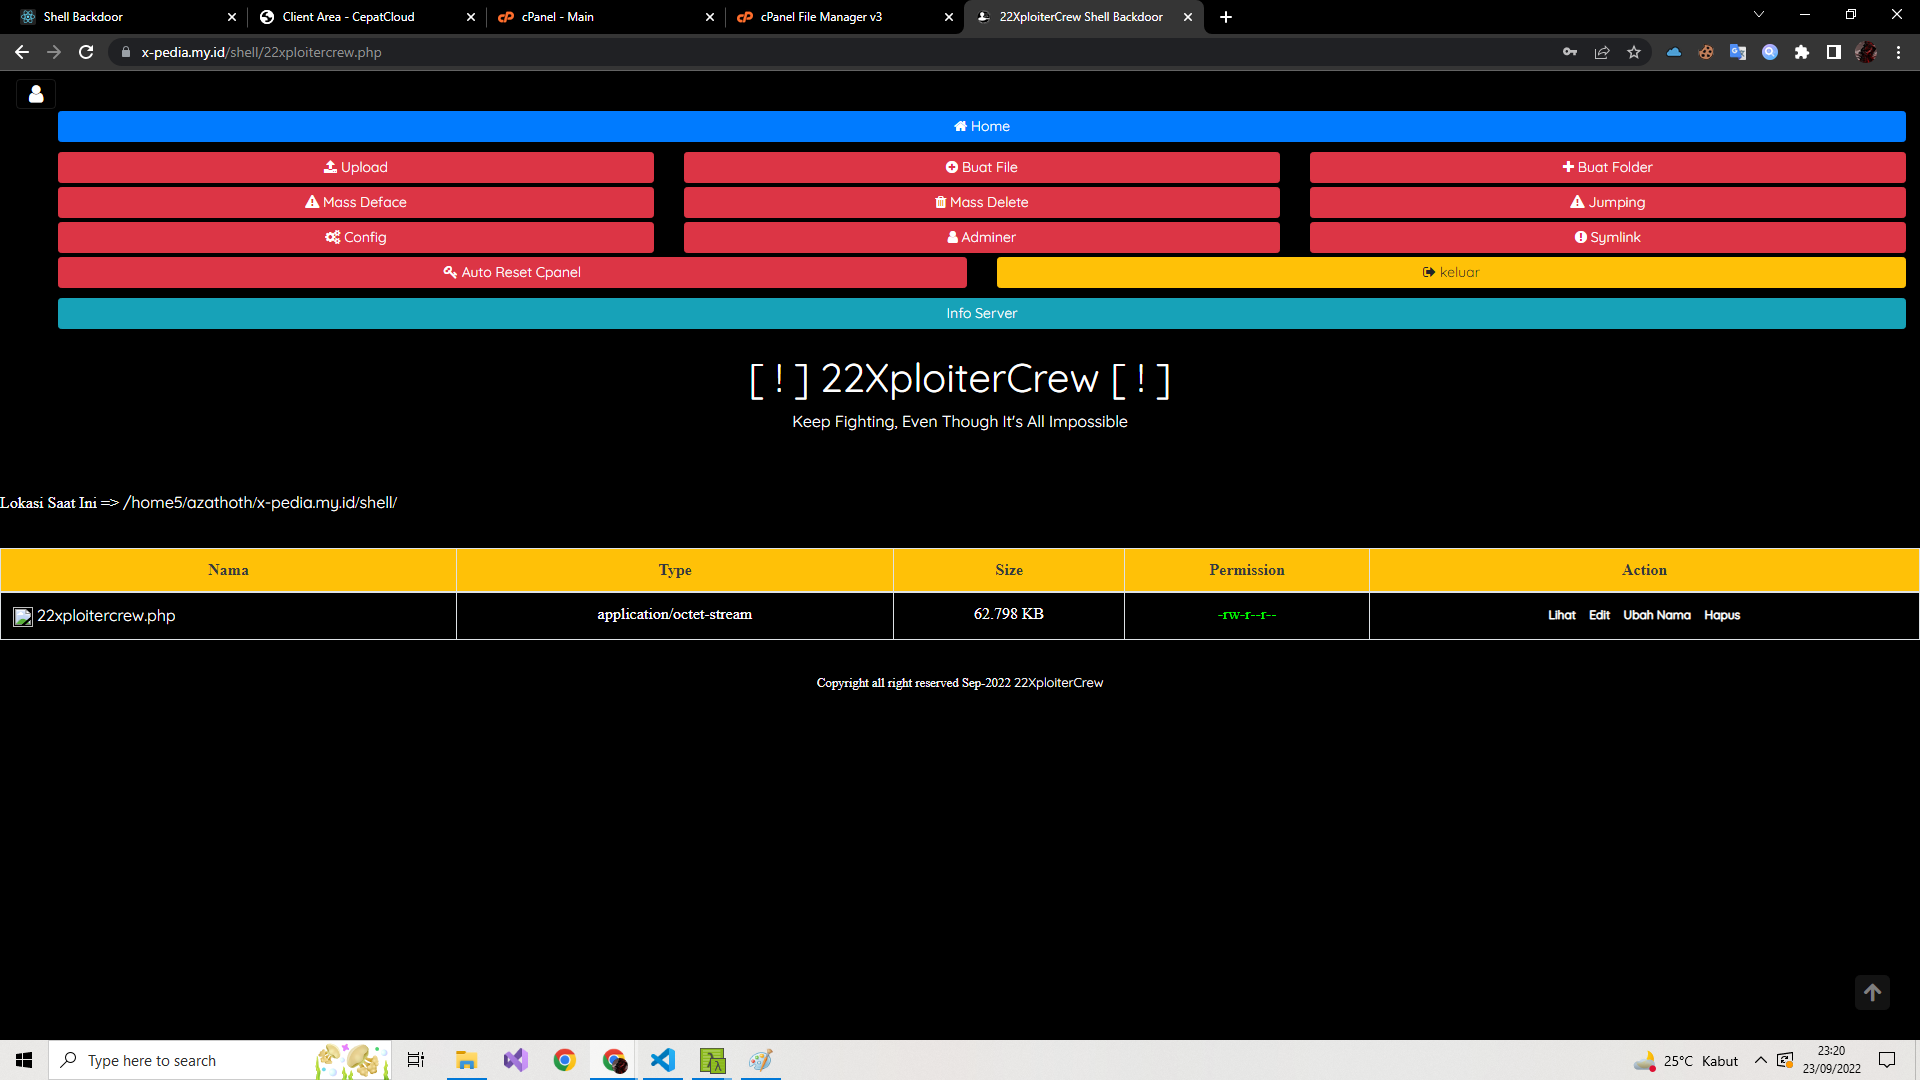 Shell Backdoor
Client Area - CepatCloud
cPanel - Main
cPanel File Manager v3
22XploiterCrew Shell Backdoor
x-pedia.my.id/shell/22xploitercrew.php
Home
Upload
Buat File
Buat Folder
Mass Deface
Mass Delete
Jumping
Config
Adminer
Symlink
Auto Reset Cpanel
keluar
Info Server
[ ! ] 22XploiterCrew [ ! ]
Keep Fighting, Even Though It's All Impossible
Lokasi Saat Ini => /home5/azathoth/x-pedia.my.id/shell/
Nama Type Size Permission Action
22xploitercrew.php application/octet-stream 62.798 KB -rw-r--r-- Lihat Edit Ubah Nama Hapus
Copyright all right reserved Sep-2022 22XploiterCrew
Type here to search
25°C Kabut
23:20
23/09/2022